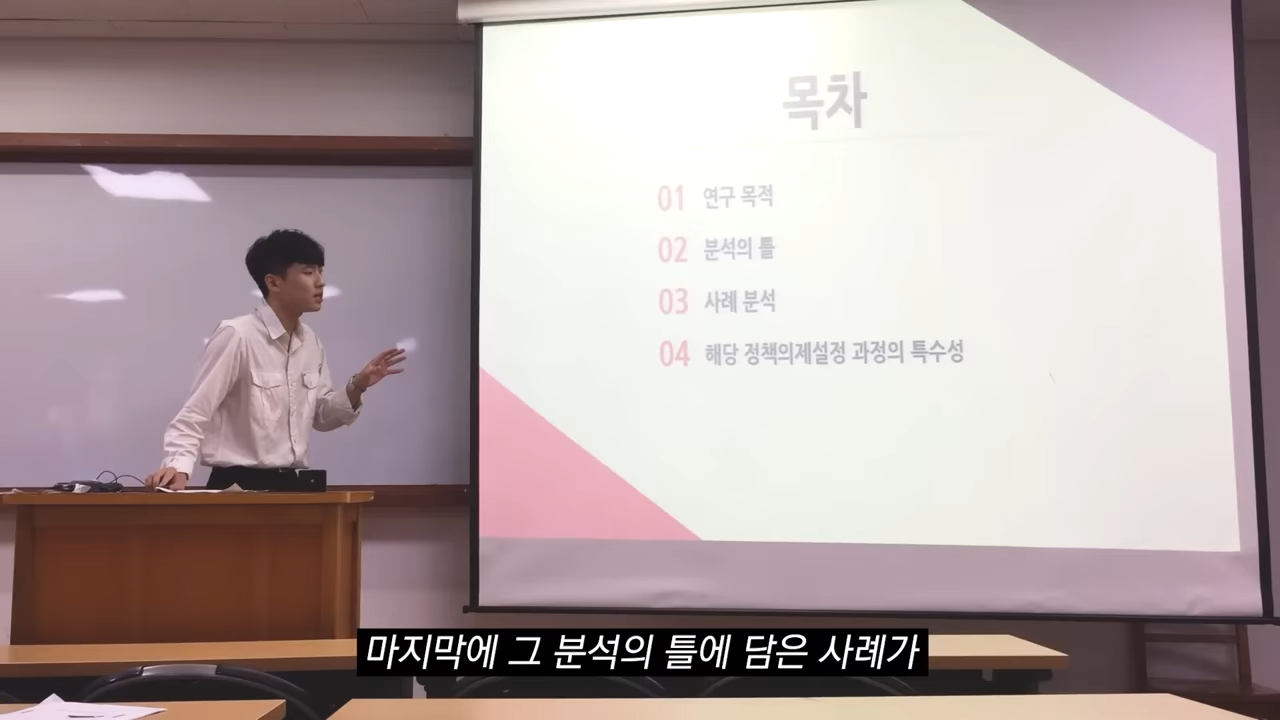 목차
01 연구 목적
02 분석의 틀
03 사례 분석
04 해당 정책의제설정 과정의 특수성
마지막에 그 분석의 틀에 담은 사례가